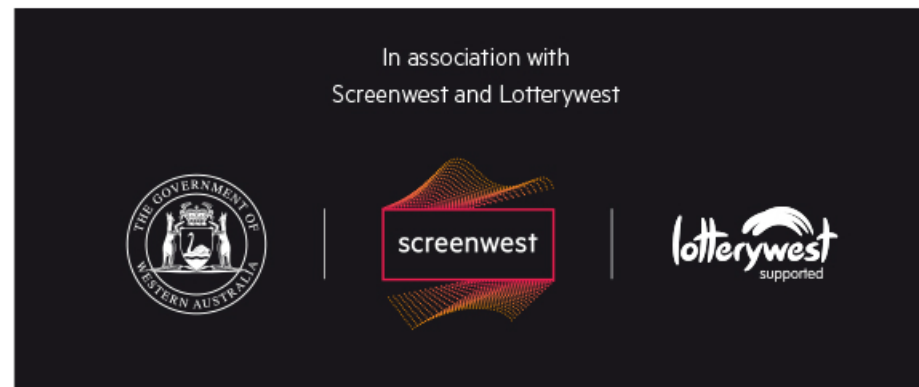 In association with
Screenwest and Lotterywest
THE GOVERNMENT OF
WESTERN AUSTRALIA
screenwest
lotterywest
supported